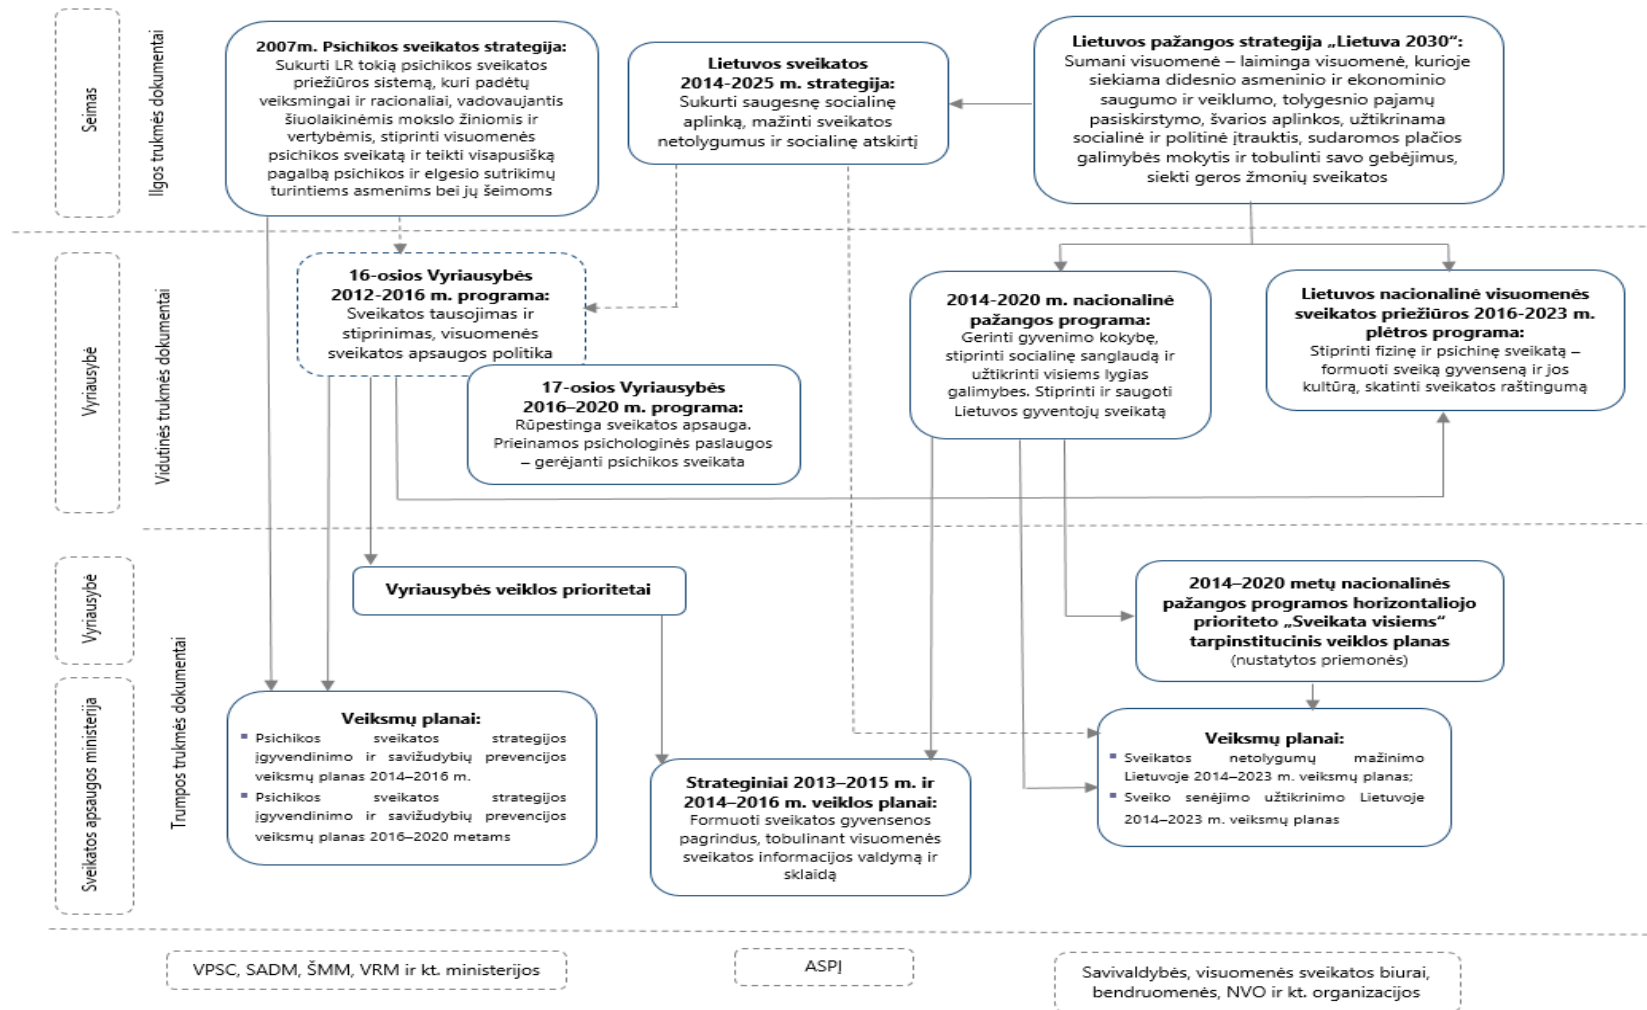 Seimas
Ilgos trukmės dokumentai
2007m. Psichikos sveikatos strategija:
Sukurti LR tokią psichikos sveikatos
priežiūros sistemą, kuri padėtų
veiksmingai ir racionaliai, vadovaujantis
šiuolaikinėmis mokslo žiniomis ir
vertybėmis, stiprinti visuomenės
psichikos sveikatą ir teikti visapusišką
pagalbą psichikos ir elgesio sutrikimų
turintiems asmenims bei jų šeimoms
Lietuvos sveikatos
2014-2025 m. strategija:
Sukurti saugesnę socialinę
aplinką, mažinti sveikatos
netolygumus ir socialinę atskirtį
Lietuvos pažangos strategija „Lietuva 2030“:
Sumani visuomenė – laiminga visuomenė, kurioje
siekiama didesnio asmeninio ir ekonominio
saugumo ir veiklumo, tolygesnio pajamų
pasiskirstymo, švarios aplinkos, užtikrinama
socialinė ir politinė įtrauktis, sudaromos plačios
galimybės mokytis ir tobulinti savo gebėjimus,
siekti geros žmonių sveikatos
Vyriausybė
Vidutinės trukmės dokumentai
16-osios Vyriausybės
2012-2016 m. programa:
Sveikatos tausojimas ir
stiprinimas, visuomenės
sveikatos apsaugos politika
17-osios Vyriausybės
2016–2020 m. programa:
Rūpestinga sveikatos apsauga.
Prieinamos psichologinės paslaugos
– gerėjanti psichikos sveikata
2014-2020 m. nacionalinė
pažangos programa:
Gerinti gyvenimo kokybę,
stiprinti socialinę sanglaudą ir
užtikrinti visiems lygias
galimybes. Stiprinti ir saugoti
Lietuvos gyventojų sveikatą
Lietuvos nacionalinė visuomenės
sveikatos priežiūros 2016-2023 m.
plėtros programa:
Stiprinti fizinę ir psichinę sveikatą –
formuoti sveiką gyvenseną ir jos
kultūrą, skatinti sveikatos raštingumą
Vyriausybė
Sveikatos apsaugos ministerija
Trumpos trukmės dokumentai
Vyriausybės veiklos prioritetai
2014–2020 metų nacionalinės
pažangos programos horizontaliojo
prioriteto „Sveikata visiems“
tarpinstitucinis veiklos planas
(nustatytos priemonės)
Veiksmų planai:
Psichikos sveikatos strategijos
įgyvendinimo ir savižudybių prevencijos
veiksmų planas 2014–2016 m.
Psichikos sveikatos strategijos
įgyvendinimo ir savižudybių prevencijos
veiksmų planas 2016–2020 metams
Strateginiai 2013–2015 m. ir
2014–2016 m. veiklos planai:
Formuoti sveikatos gyvensenos
pagrindus, tobulinant visuomenės
sveikatos informacijos valdymą ir
sklaidą
Veiksmų planai:
Sveikatos netolygumų mažinimo
Lietuvoje 2014–2023 m. veiksmų planas;
Sveiko senėjimo užtikrinimo Lietuvoje
2014–2023 m. veiksmų planas
VPSC, SADM, ŠMM, VRM ir kt. ministerijos
ASPĮ
Savivaldybės, visuomenės sveikatos biurai,
bendruomenės, NVO ir kt. organizacijos